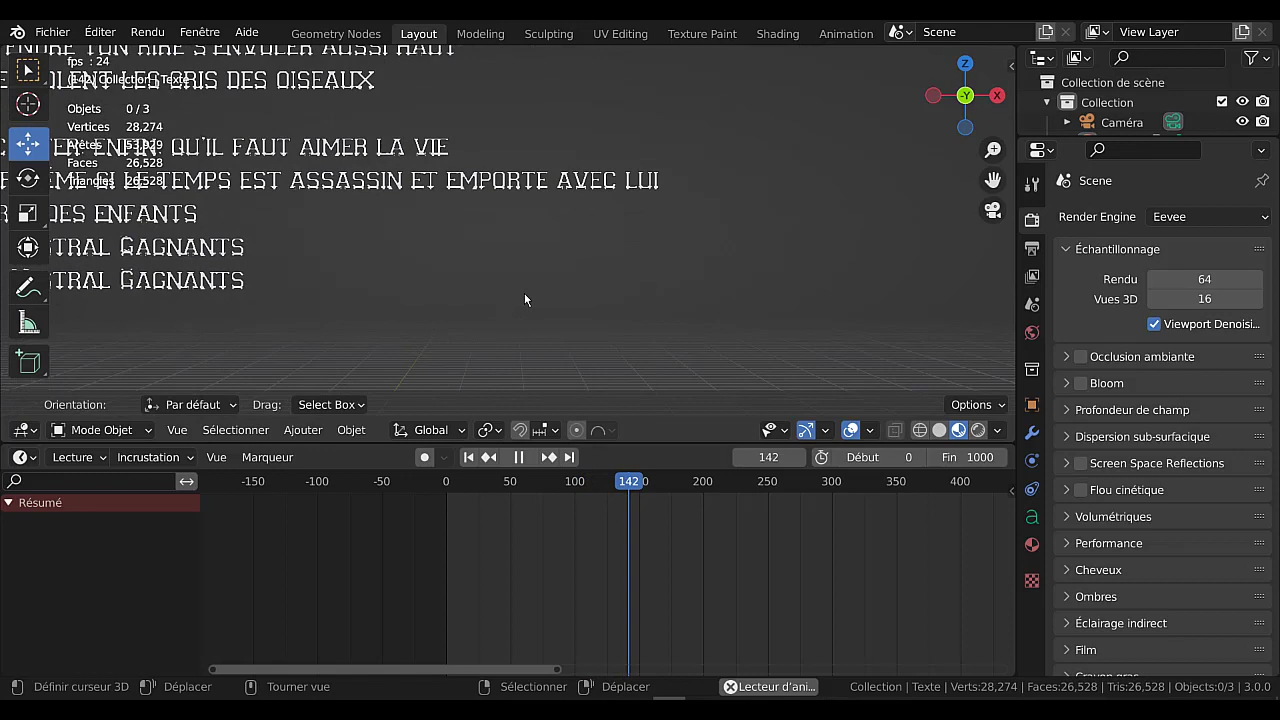 Fichier Éditer Rendu Fenêtre Aide Geometry Nodes Layout Modeling Sculpting UV Editing Texture Paint Shading Animation Scene View Layer
TON RIRE S'ENVOLER AUSSI HAUT
fps : 24
LES CRIS DES OISEAUX
Objets 0 / 3
Vertices 28,274
Faces 26,528
26,528
ENFIN QU'IL FAUT AIMER LA VIE
LE TEMPS EST ASSASSIN ET EMPORTE AVEC LUI
DES ENFANTS
STRAL GAGNANTS
STRAL GAGNANTS
X
-Y
Z
Orientation: Par défaut Drag: Select Box Options
Mode Objet Vue Sélectionner Ajouter Objet Global
Lecture Incrustation Vue Marqueur 142 Début 0 Fin 1000
-150 -100 -50 0 50 100 142 200 250 300 350 400
Résumé
Collection de scène
Collection
Caméra
Scene
Render Engine Eevee
Échantillonnage
Rendu 64
Vues 3D 16
Viewport Denoisi...
Occlusion ambiante
Bloom
Profondeur de champ
Dispersion sub-surfacique
Screen Space Reflections
Flou cinétique
Volumétriques
Performance
Cheveux
Ombres
Éclairage indirect
Film
Définir curseur 3D Déplacer Tourner vue Sélectionner Déplacer Lecteur d'ani... Collection | Texte | Verts:28,274 | Faces:26,528 | Tris:26,528 | Objects:0/3 | 3.0.0